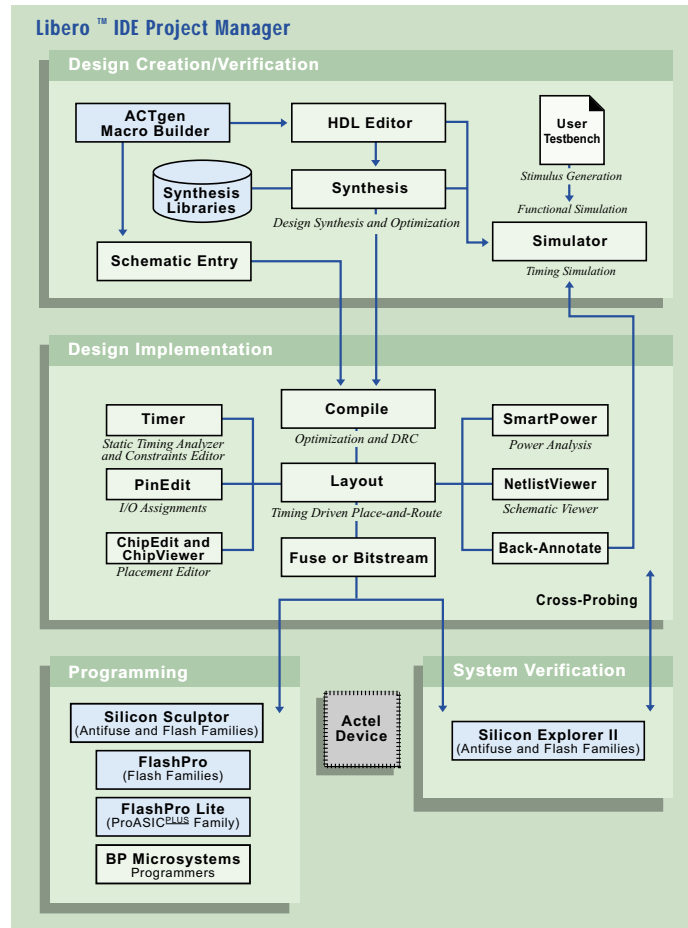 Libero ™ IDE Project Manager
Design Creation/Verification
ACTgen
Macro Builder
HDL Editor
User
Testbench
Stimulus Generation
Synthesis
Libraries
Synthesis
Design Synthesis and Optimization
Functional Simulation
Simulator
Timing Simulation
Schematic Entry
Design Implementation
Timer
Static Timing Analyzer
and Constraints Editor
Compile
Optimization and DRC
SmartPower
Power Analysis
PinEdit
I/O Assignments
Layout
Timing Driven Place-and-Route
NetlistViewer
Schematic Viewer
ChipEdit and
ChipViewer
Placement Editor
Fuse or Bitstream
Back-Annotate
Cross-Probing
Programming
Silicon Sculptor
(Antifuse and Flash Families)
FlashPro
(Flash Families)
FlashPro Lite
(ProASICPLUS Family)
BP Microsystems
Programmers
Actel
Device
System Verification
Silicon Explorer II
(Antifuse and Flash Families)